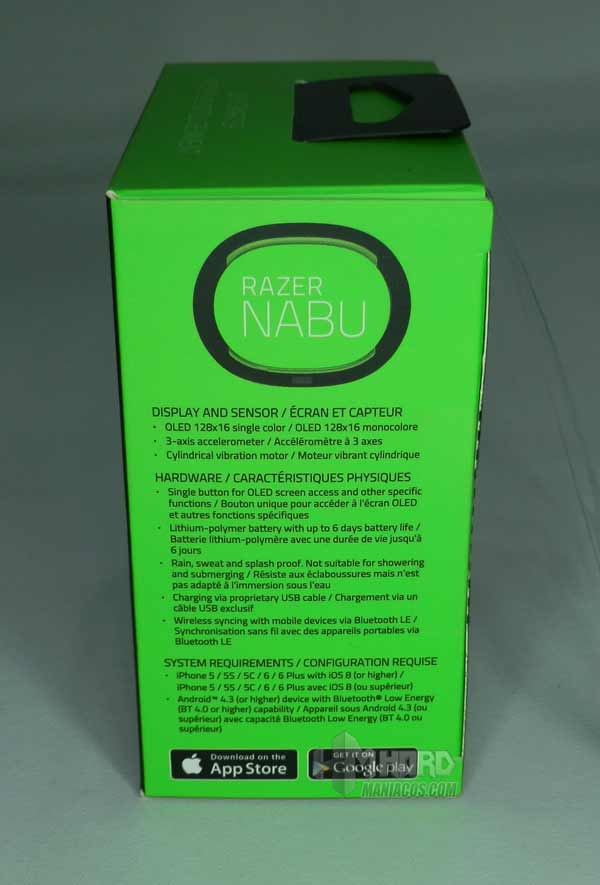 RAZER
NABU
DISPLAY AND SENSOR / ÉCRAN ET CAPTEUR
· OLED 128x16 single color / OLED 128x16 monocolore
· 3-axis accelerometer / Accéléromètre à 3 axes
· Cylindrical vibration motor / Moteur vibrant cylindrique
HARDWARE / CARACTÉRISTIQUES PHYSIQUES
· Single button for OLED screen access and other specific
functions / Bouton unique pour accéder à l'écran OLED
et autres fonctions spécifiques
· Lithium-polymer battery with up to 6 days battery life /
Batterie lithium-polymère avec une durée de vie jusqu'à
6 jours
· Rain, sweat and splash proof. Not suitable for showering
and submerging / Résiste aux éclaboussures mais n'est
pas adapté à l'immersion sous l'eau
· Charging via proprietary USB cable / Chargement via un
câble USB exclusif
· Wireless syncing with mobile devices via Bluetooth LE /
Synchronisation sans fil avec des appareils portables via
Bluetooth LE
SYSTEM REQUIREMENTS / CONFIGURATION REQUISE
· iPhone 5 / 5S / 5C / 6 / 6 Plus with iOS 8 (or higher) /
iPhone 5 / 5S / 5C / 6 / 6 Plus avec iOS 8 (ou supérieur)
· Android™ 4.3 (or higher) device with Bluetooth® Low Energy
(BT 4.0 or higher) capability / Appareil sous Android 4.3 (ou
supérieur) avec capacité Bluetooth Low Energy (BT 4.0 ou
supérieur)
Download on the
App Store
GET IT ON
Google play
HARD
MANIACOS.COM